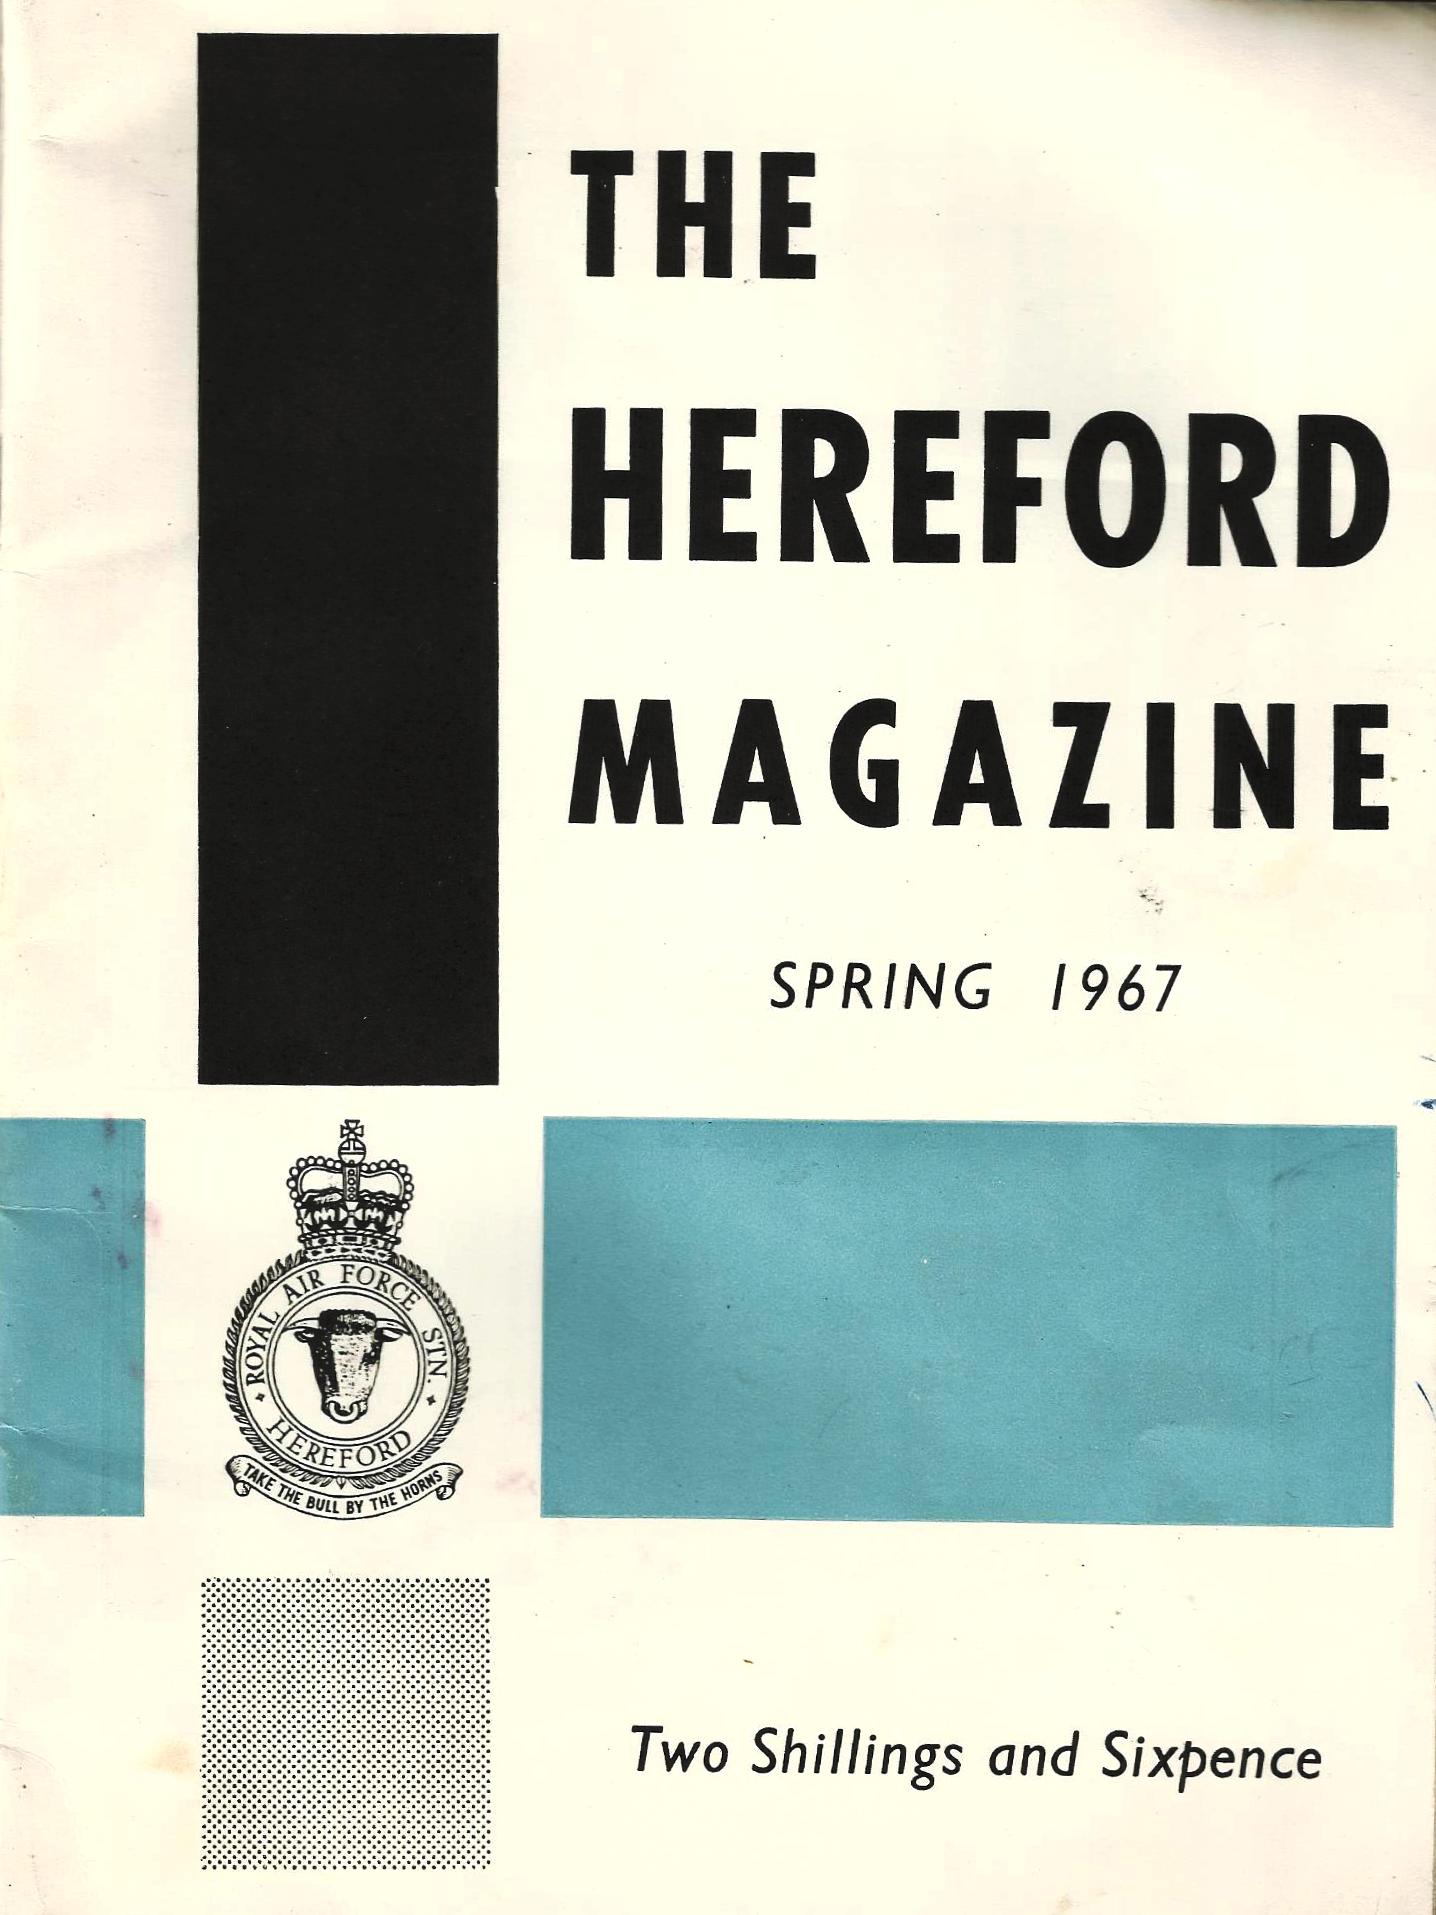 THE
HEREFORD
MAGAZINE
SPRING 1967
ROYAL AIR FORCE STN.
HEREFORD
TAKE THE BULL BY THE HORNS
Two Shillings and Sixpence